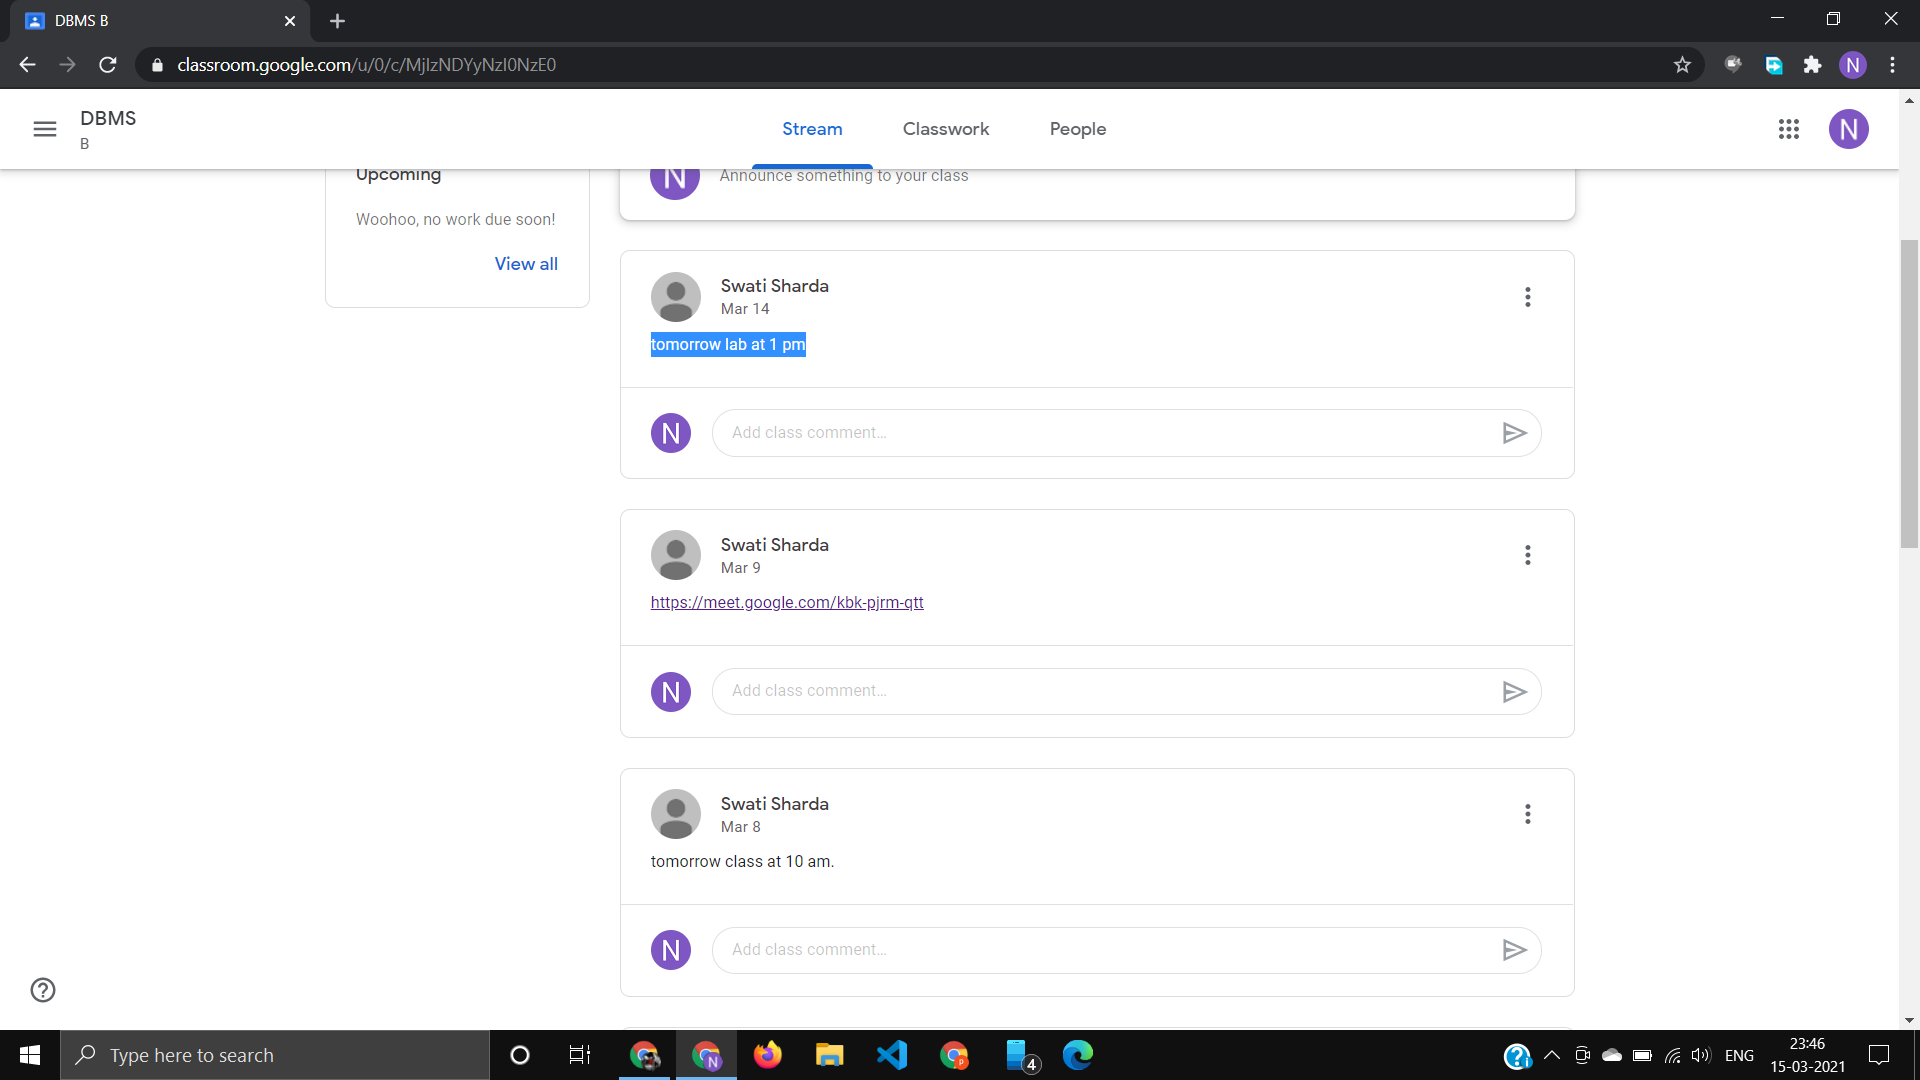 DBMS B
classroom.google.com/u/0/c/MjIzNDYyNzI0NzE0
N
DBMS
B
Stream
Classwork
People
N
Upcoming
Woohoo, no work due soon!
View all
N
Announce something to your class
Swati Sharda
Mar 14
tomorrow lab at 1 pm
N
Add class comment...
Swati Sharda
Mar 9
https://meet.google.com/kbk-pjrm-qtt
N
Add class comment...
Swati Sharda
Mar 8
tomorrow class at 10 am.
N
Add class comment...
Type here to search
N
P
4
ENG
23:46
15-03-2021